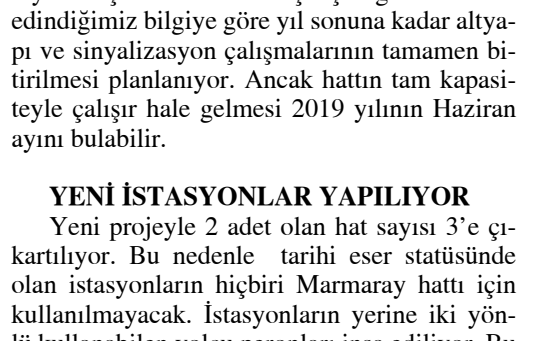 edindiğimiz bilgiye göre yıl sonuna kadar altya-
pı ve sinyalizasyon çalışmalarının tamamen bi-
tirilmesi planlanıyor. Ancak hattın tam kapasi-
teyle çalışır hale gelmesi 2019 yılının Haziran
ayını bulabilir.
YENİ İSTASYONLAR YAPILIYOR
Yeni projeyle 2 adet olan hat sayısı 3’e çı-
kartılıyor. Bu nedenle tarihi eser statüsünde
olan istasyonların hiçbiri Marmaray hattı için
kullanılmayacak. İstasyonların yerine iki yön-